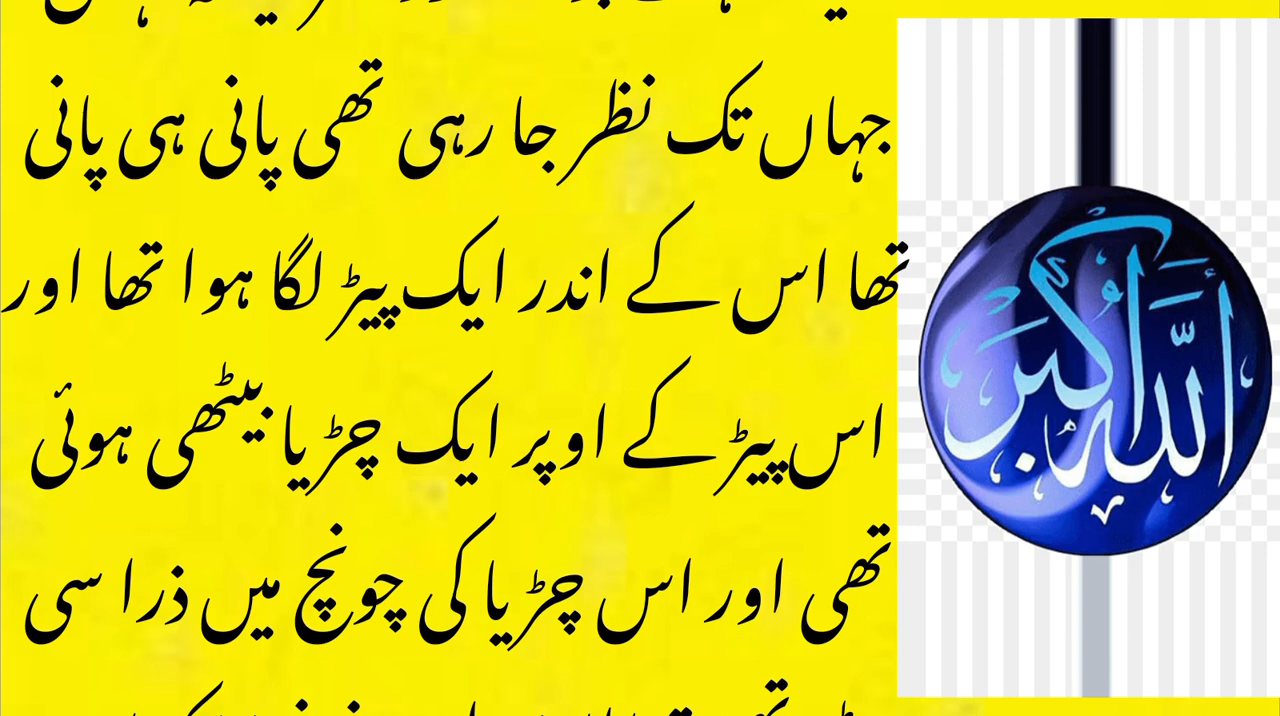 جہاں تک نظر جا رہی تھی پانی ہی پانی
تھا اس کے اندر ایک پیڑ لگا ہوا تھا اور
اس پیڑ کے اوپر ایک چڑیا بیٹھی ہوئی
تھی اور اس چڑیا کی چونچ میں ذرا سی
اللہ اکبر